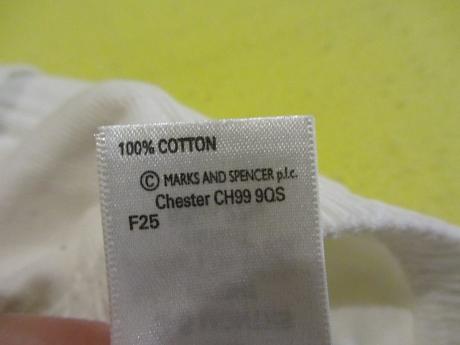 100% COTTON
© MARKS AND SPENCER p.l.c.
Chester CH99 9QS
F25